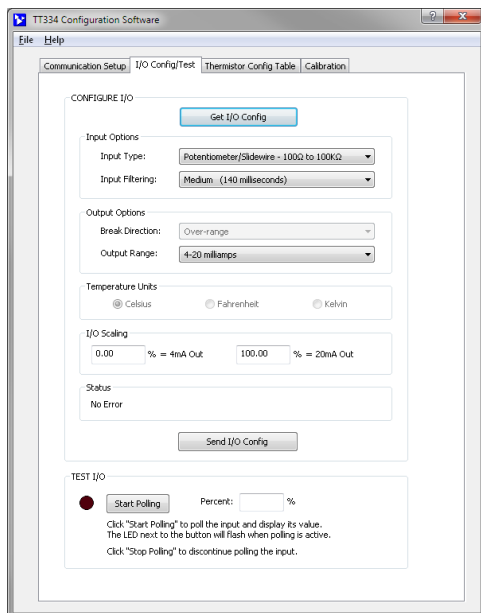 TT334 Configuration Software
File Help
Communication Setup I/O Config/Test Thermistor Config Table Calibration
CONFIGURE I/O
Get I/O Config
Input Options
Input Type: Potentiometer/Slidewire - 100Ω to 100KΩ
Input Filtering: Medium (140 milliseconds)
Output Options
Break Direction: Over-range
Output Range: 4-20 milliamps
Temperature Units
Celsius Fahrenheit Kelvin
I/O Scaling
0.00 % = 4mA Out 100.00 % = 20mA Out
Status
No Error
Send I/O Config
TEST I/O
Start Polling Percent: %
Click "Start Polling" to poll the input and display its value.
The LED next to the button will flash when polling is active.
Click "Stop Polling" to discontinue polling the input.